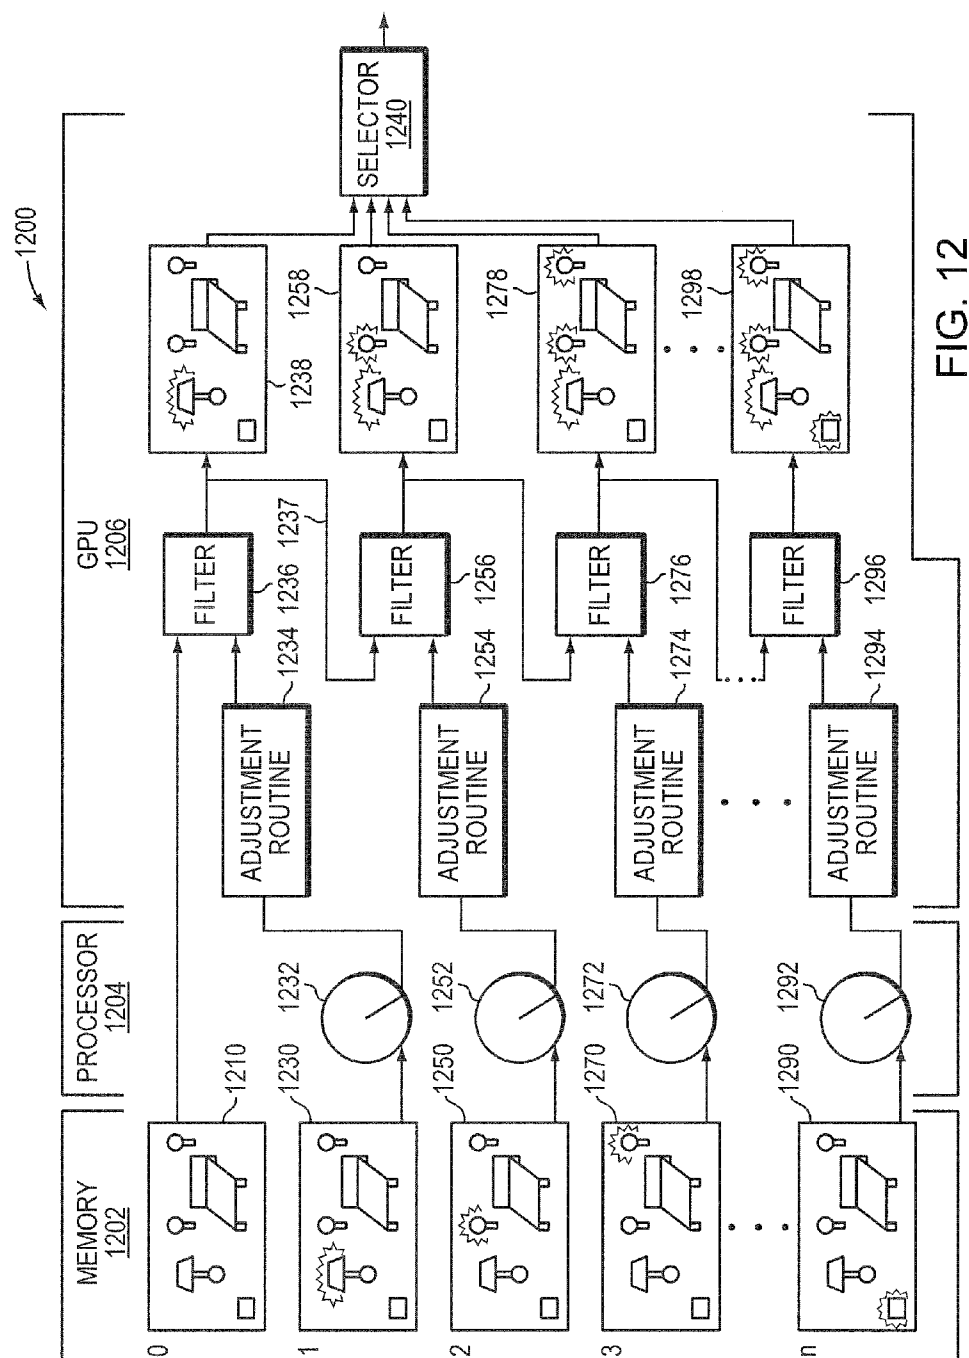 1200
MEMORY
1202
PROCESSOR
1204
GPU
1206
0
1210
1
1230
1232
ADJUSTMENT
ROUTINE
1234
FILTER
1236
1237
1238
2
1250
1252
ADJUSTMENT
ROUTINE
1254
FILTER
1256
1258
3
1270
1272
ADJUSTMENT
ROUTINE
1274
FILTER
1276
1278
n
1290
1292
ADJUSTMENT
ROUTINE
1294
FILTER
1296
1298
SELECTOR
1240
FIG. 12